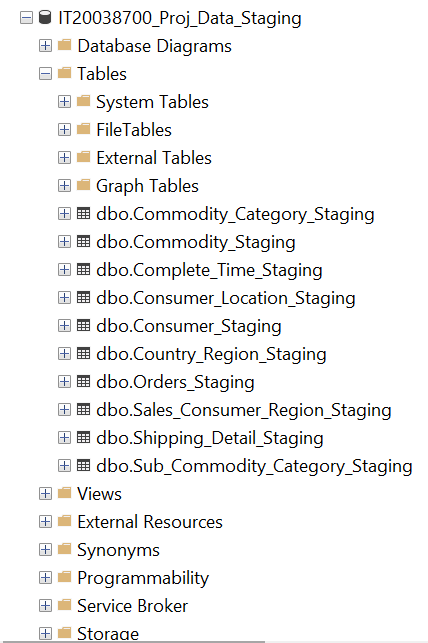 IT20038700_Proj_Data_Staging
Database Diagrams
Tables
System Tables
FileTables
External Tables
Graph Tables
dbo.Commodity_Category_Staging
dbo.Commodity_Staging
dbo.Complete_Time_Staging
dbo.Consumer_Location_Staging
dbo.Consumer_Staging
dbo.Country_Region_Staging
dbo.Orders_Staging
dbo.Sales_Consumer_Region_Staging
dbo.Shipping_Detail_Staging
dbo.Sub_Commodity_Category_Staging
Views
External Resources
Synonyms
Programmability
Service Broker
Storage